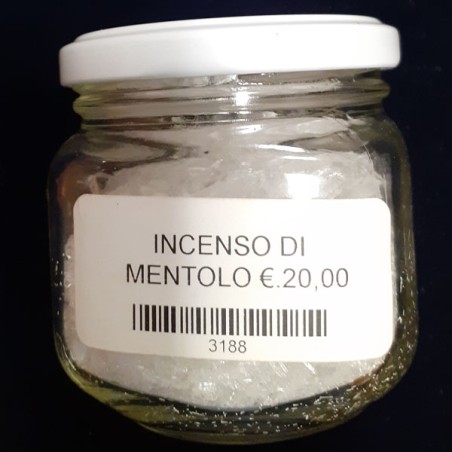 INCENSO DI
MENTOLO €.20,00
3188